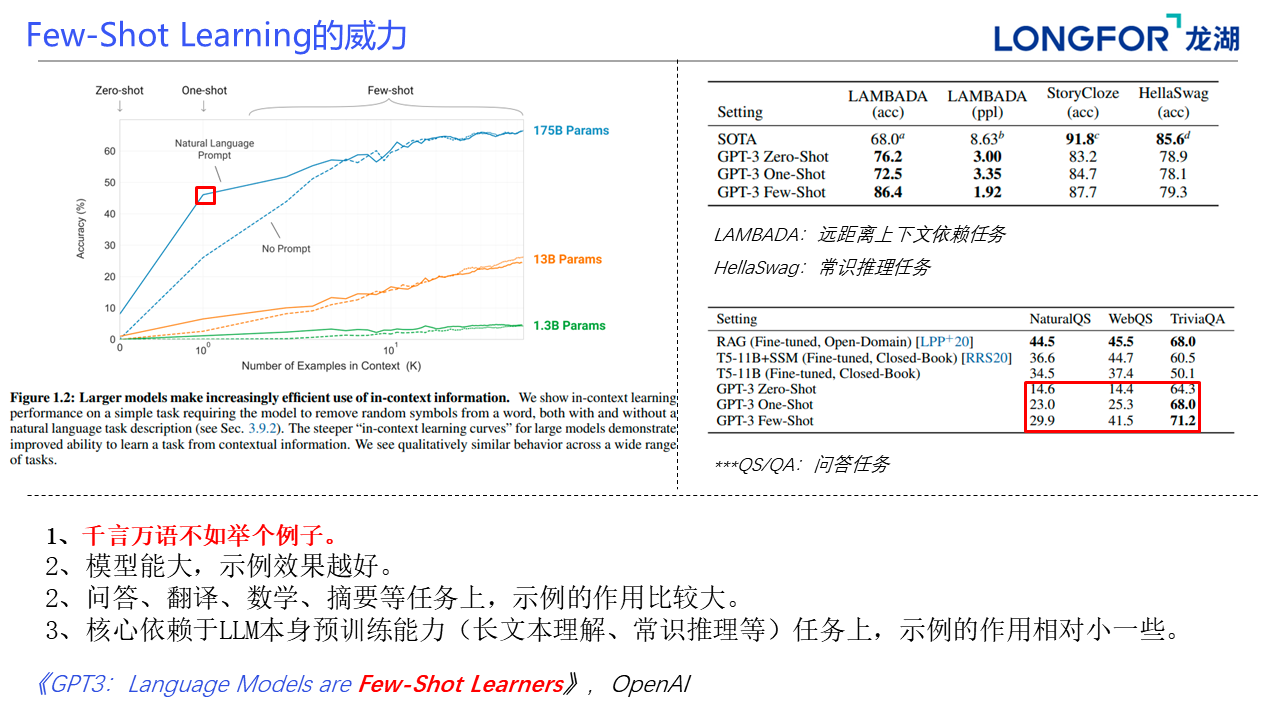 Few-Shot Learning的威力
LONGFOR 龙湖
Zero-shot One-shot Few-shot
175B Params
Natural Language
Prompt
No Prompt
13B Params
1.3B Params
Accuracy (%)
60
50
40
30
20
10
0
0 10⁰ 10¹
Number of Examples in Context (K)
Figure 1.2: Larger models make increasingly efficient use of in-context information. We show in-context learning
performance on a simple task requiring the model to remove random symbols from a word, both with and without a
natural language task description (see Sec. 3.9.2). The steeper “in-context learning curves” for large models demonstrate
improved ability to learn a task from contextual information. We see qualitatively similar behavior across a wide range
of tasks.
Setting LAMBADA (acc) LAMBADA (ppl) StoryCloze (acc) HellaSwag (acc)
SOTA 68.0ᵃ 8.63ᵇ 91.8ᶜ 85.6ᵈ
GPT-3 Zero-Shot 76.2 3.00 83.2 78.9
GPT-3 One-Shot 72.5 3.35 84.7 78.1
GPT-3 Few-Shot 86.4 1.92 87.7 79.3
LAMBADA：远距离上下文依赖任务
HellaSwag：常识推理任务
Setting NaturalQS WebQS TriviaQA
RAG (Fine-tuned, Open-Domain) [LPP⁺20] 44.5 45.5 68.0
T5-11B+SSM (Fine-tuned, Closed-Book) [RRS20] 36.6 44.7 60.5
T5-11B (Fine-tuned, Closed-Book) 34.5 37.4 50.1
GPT-3 Zero-Shot 14.6 14.4 64.3
GPT-3 One-Shot 23.0 25.3 68.0
GPT-3 Few-Shot 29.9 41.5 71.2
***QS/QA：问答任务
1、千言万语不如举个例子。
2、模型能大，示例效果越好。
2、问答、翻译、数学、摘要等任务上，示例的作用比较大。
3、核心依赖于LLM本身预训练能力（长文本理解、常识推理等）任务上，示例的作用相对小一些。
《GPT3：Language Models are Few-Shot Learners》，OpenAI